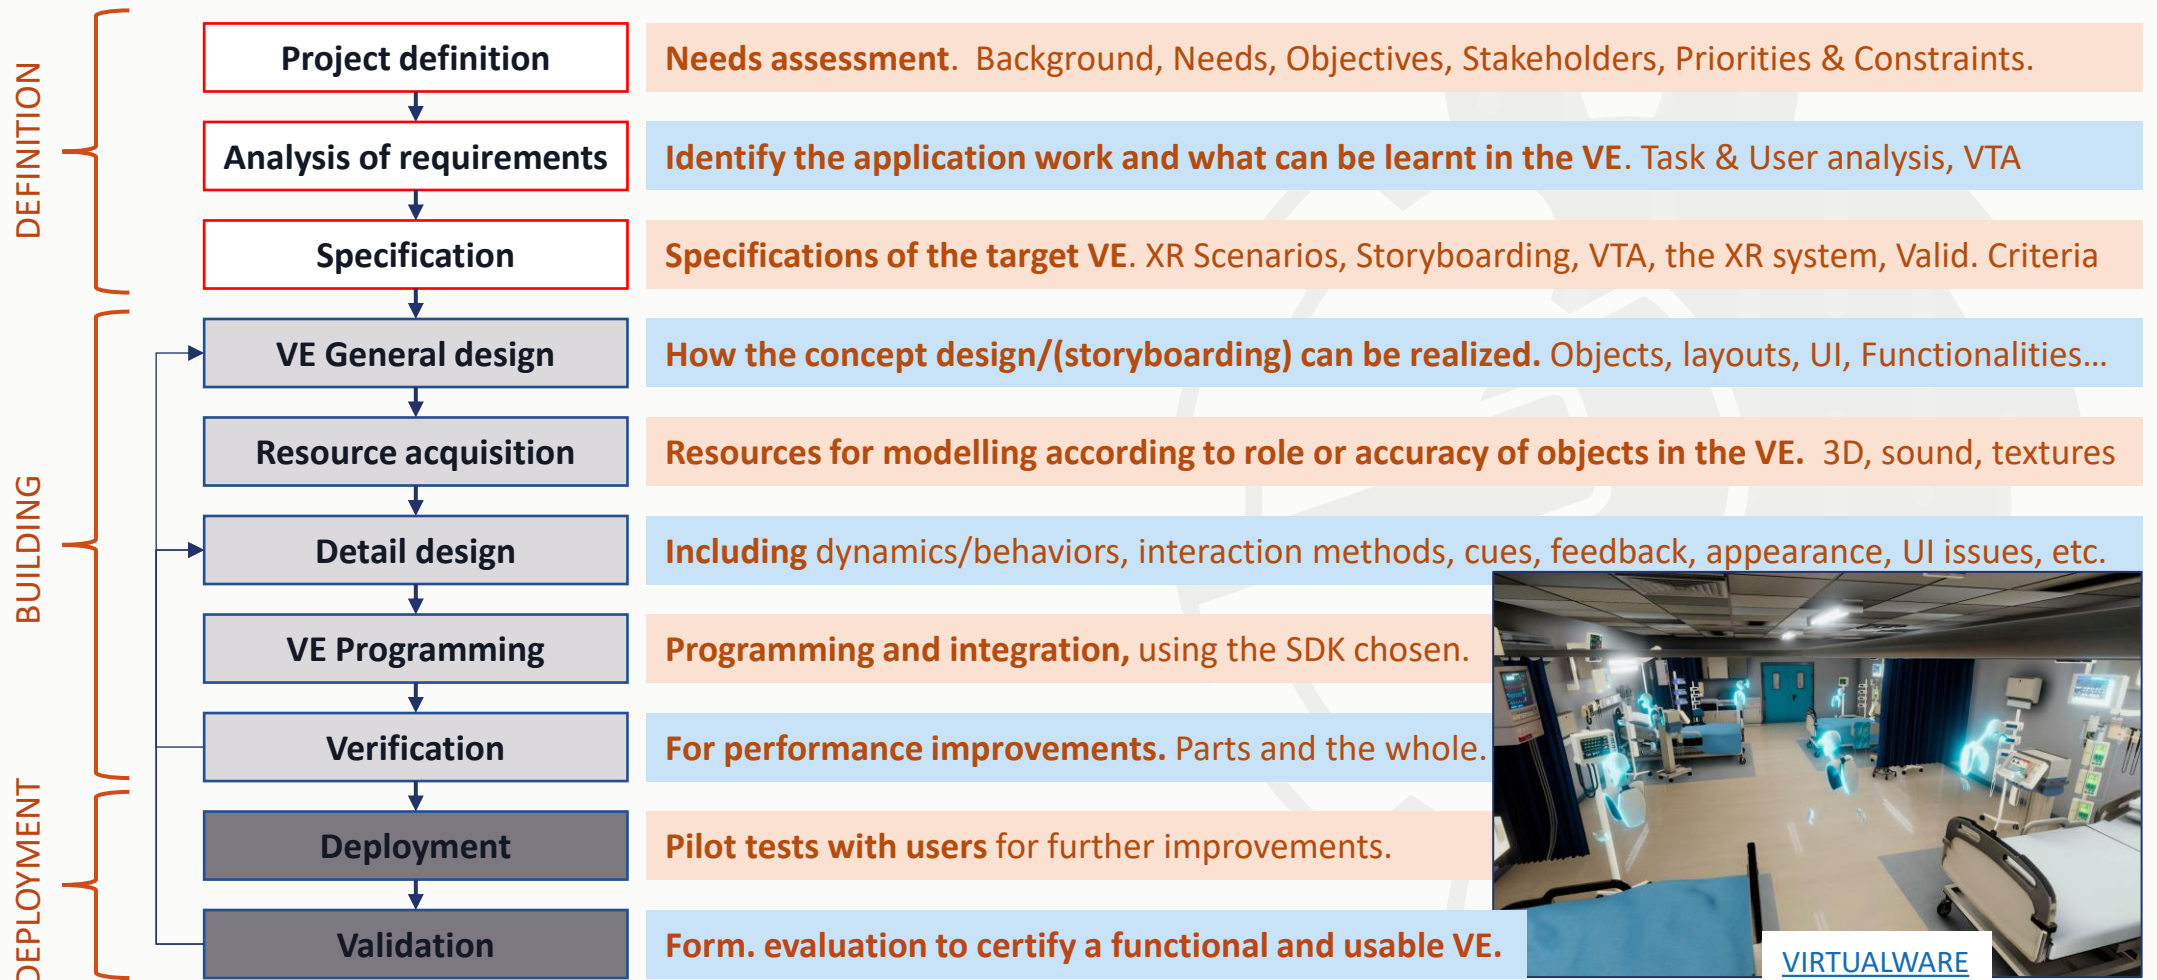 DEFINITION
Project definition
Needs assessment. Background, Needs, Objectives, Stakeholders, Priorities & Constraints.
Analysis of requirements
Identify the application work and what can be learnt in the VE. Task & User analysis, VTA
Specification
Specifications of the target VE. XR Scenarios, Storyboarding, VTA, the XR system, Valid. Criteria
BUILDING
VE General design
How the concept design/(storyboarding) can be realized. Objects, layouts, UI, Functionalities...
Resource acquisition
Resources for modelling according to role or accuracy of objects in the VE. 3D, sound, textures
Detail design
Including dynamics/behaviors, interaction methods, cues, feedback, appearance, UI issues, etc.
VE Programming
Programming and integration, using the SDK chosen.
Verification
For performance improvements. Parts and the whole.
DEPLOYMENT
Deployment
Pilot tests with users for further improvements.
Validation
Form. evaluation to certify a functional and usable VE.
VIRTUALWARE